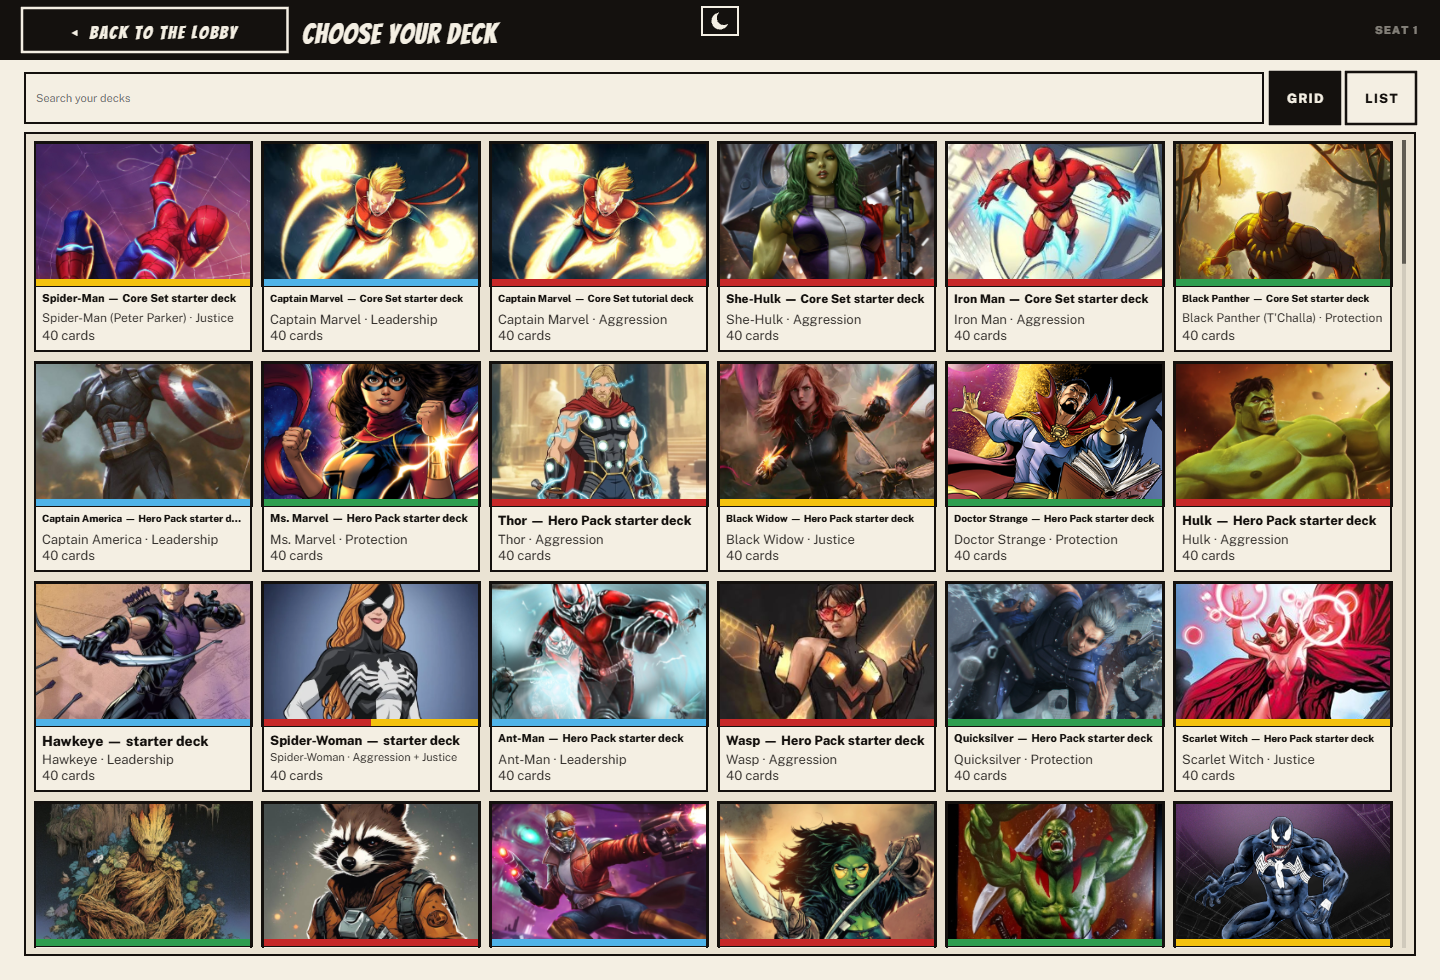 ◂ BACK TO THE LOBBY
CHOOSE YOUR DECK
SEAT 1
Search your decks
GRID
LIST
Spider-Man — Core Set starter deck
Spider-Man (Peter Parker) · Justice
40 cards
Captain Marvel — Core Set starter deck
Captain Marvel · Leadership
40 cards
Captain Marvel — Core Set tutorial deck
Captain Marvel · Aggression
40 cards
She-Hulk — Core Set starter deck
She-Hulk · Aggression
40 cards
Iron Man — Core Set starter deck
Iron Man · Aggression
40 cards
Black Panther — Core Set starter deck
Black Panther (T'Challa) · Protection
40 cards
Captain America — Hero Pack starter d...
Captain America · Leadership
40 cards
Ms. Marvel — Hero Pack starter deck
Ms. Marvel · Protection
40 cards
Thor — Hero Pack starter deck
Thor · Aggression
40 cards
Black Widow — Hero Pack starter deck
Black Widow · Justice
40 cards
Doctor Strange — Hero Pack starter deck
Doctor Strange · Protection
40 cards
Hulk — Hero Pack starter deck
Hulk · Aggression
40 cards
Hawkeye — starter deck
Hawkeye · Leadership
40 cards
Spider-Woman — starter deck
Spider-Woman · Aggression + Justice
40 cards
Ant-Man — Hero Pack starter deck
Ant-Man · Leadership
40 cards
Wasp — Hero Pack starter deck
Wasp · Aggression
40 cards
Quicksilver — Hero Pack starter deck
Quicksilver · Protection
40 cards
Scarlet Witch — Hero Pack starter deck
Scarlet Witch · Justice
40 cards